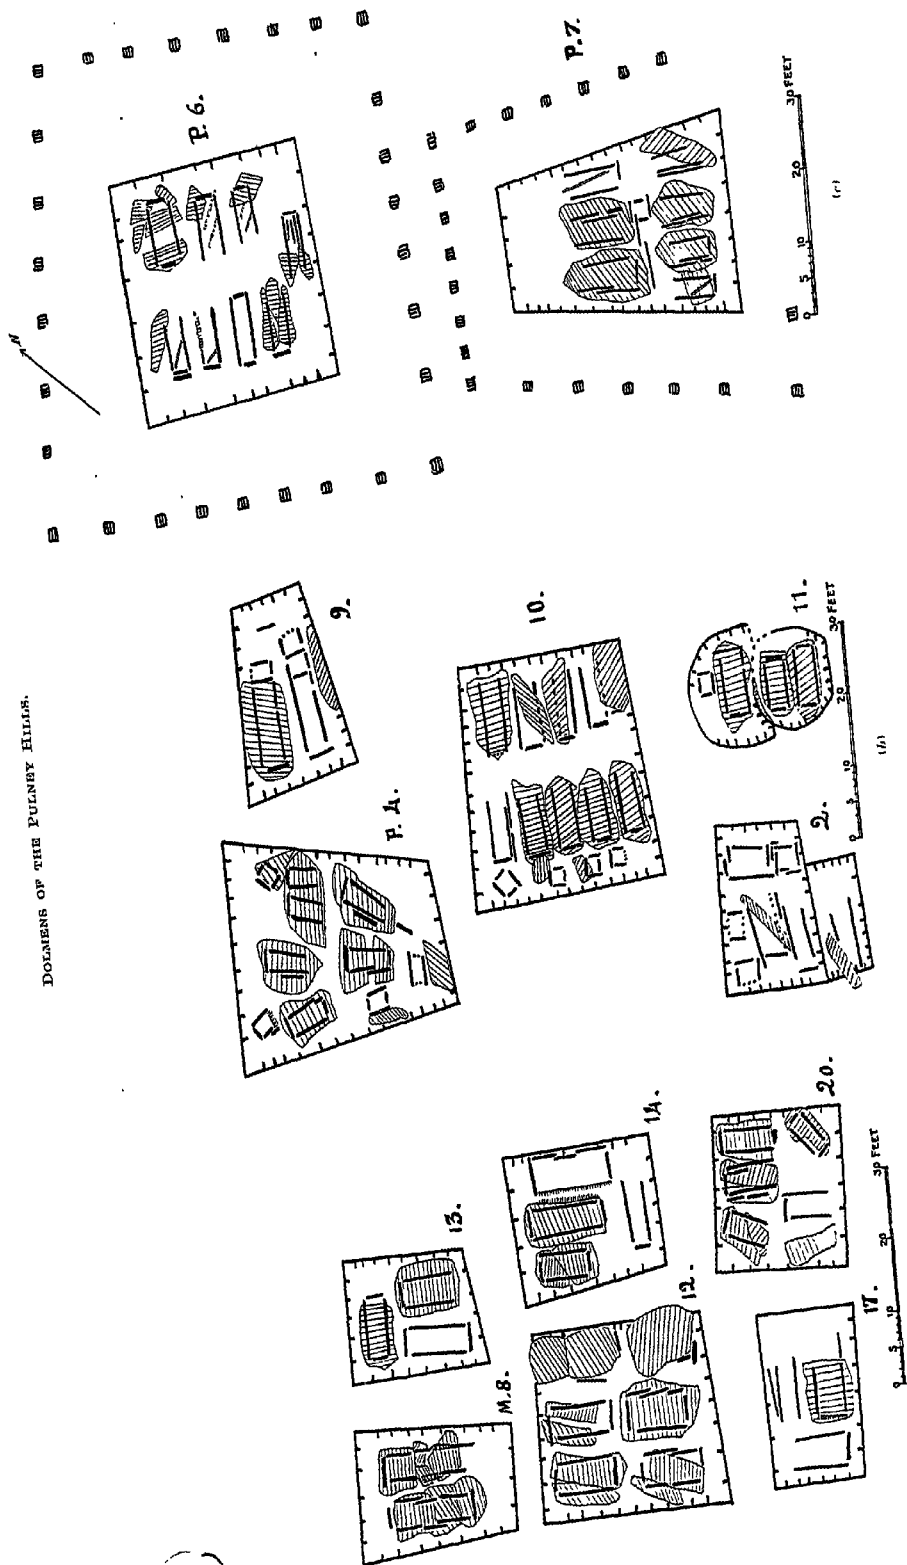 DOLMENS OF THE PULNEY HILLS.
N
P. 6.
P. 7.
0 5 10 20 30 FEET
(c)
9.
P. 4.
10.
11.
2.
0 5 10 20 30 FEET
(b)
13.
M. 8.
14.
12.
20.
17.
0 5 10 20 30 FEET